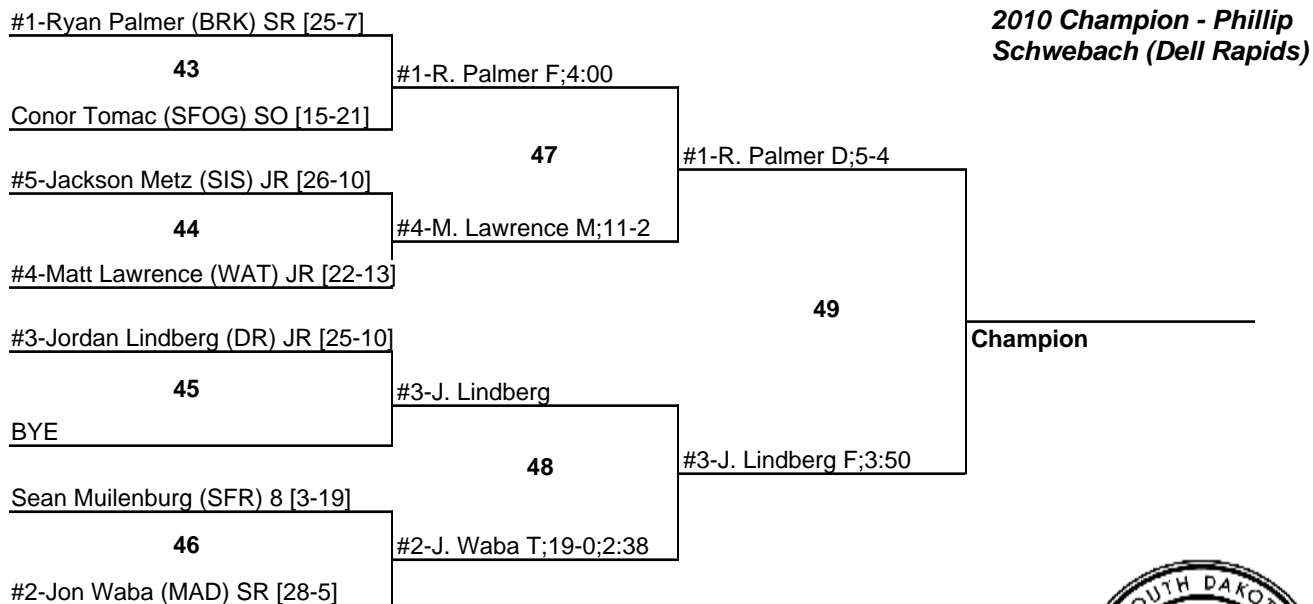 #1-Ryan Palmer (BRK) SR [25-7]
2010 Champion - Phillip
Schwebach (Dell Rapids)
43
#1-R. Palmer F;4:00
Conor Tomac (SFOG) SO [15-21]
47
#1-R. Palmer D;5-4
#5-Jackson Metz (SIS) JR [26-10]
44
#4-M. Lawrence M;11-2
#4-Matt Lawrence (WAT) JR [22-13]
49
#3-Jordan Lindberg (DR) JR [25-10]
Champion
45
#3-J. Lindberg
BYE
48
#3-J. Lindberg F;3:50
Sean Muilenburg (SFR) 8 [3-19]
46
#2-J. Waba T;19-0;2:38
#2-Jon Waba (MAD) SR [28-5]